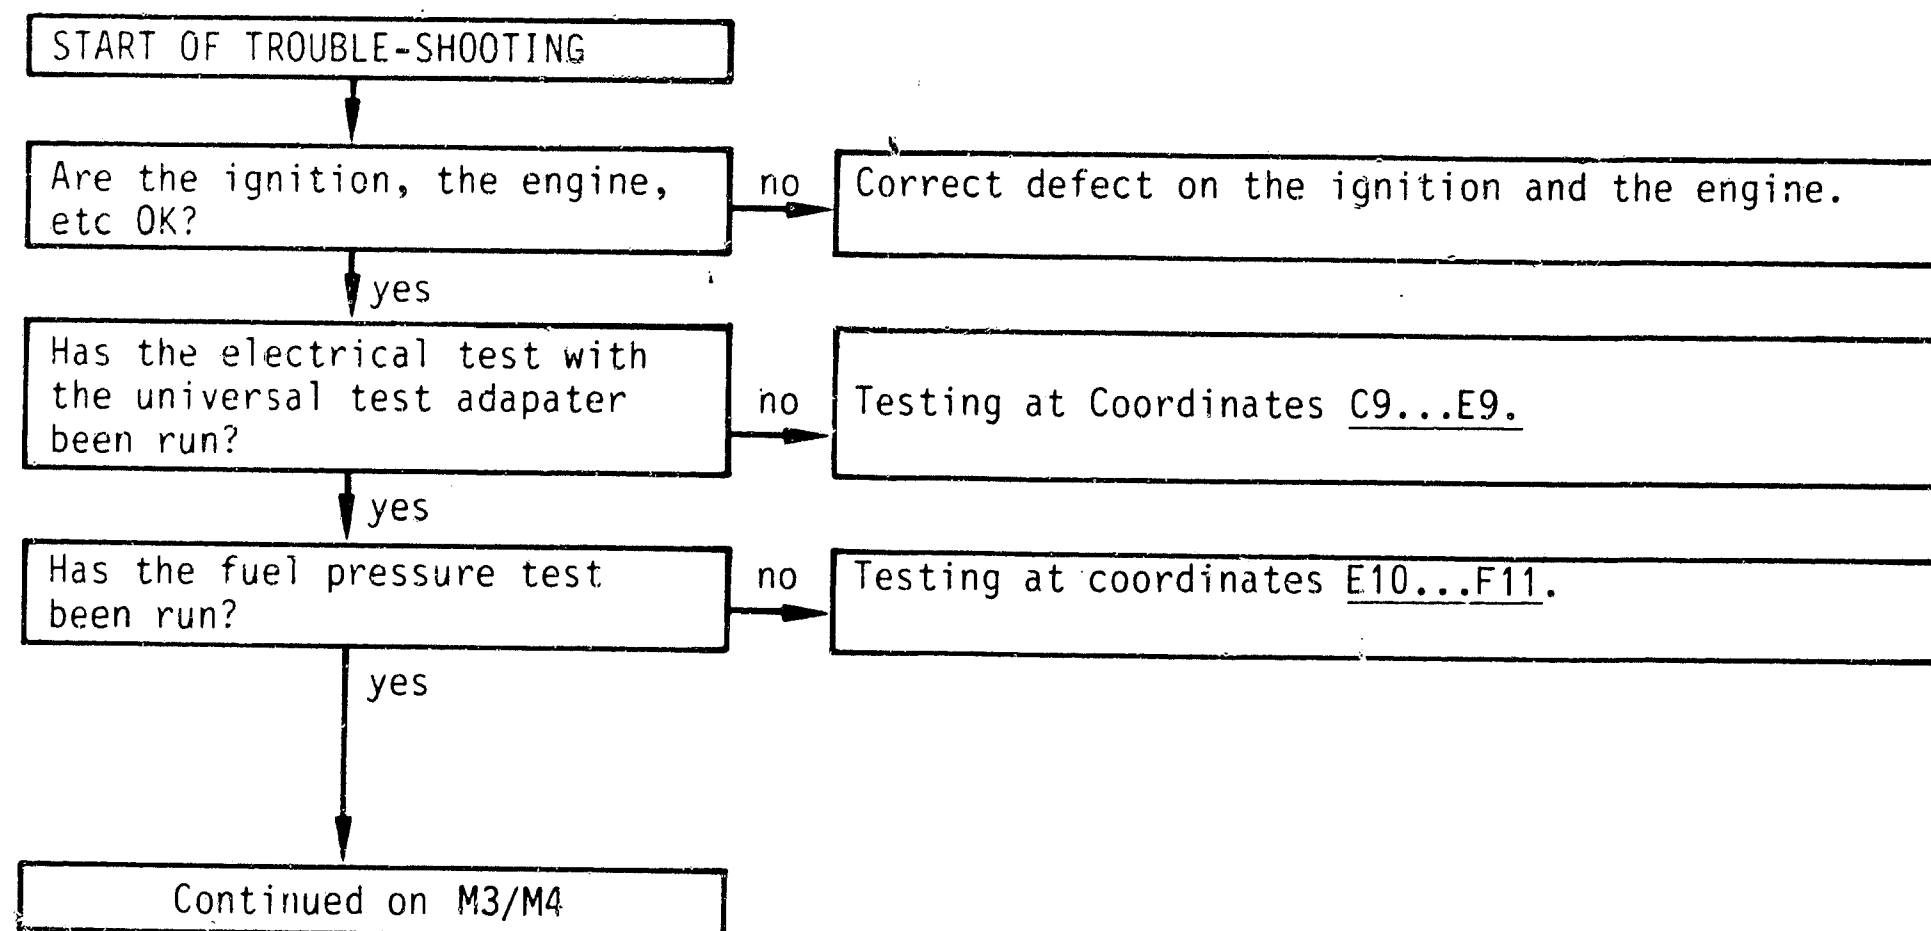 START OF TROUBLE-SHOOTING
Are the ignition, the engine,
etc OK?
no
Correct defect on the ignition and the engine.
yes
Has the electrical test with
the universal test adapater
been run?
no
Testing at Coordinates C9...E9.
yes
Has the fuel pressure test
been run?
no
Testing at coordinates E10...F11.
yes
Continued on M3/M4